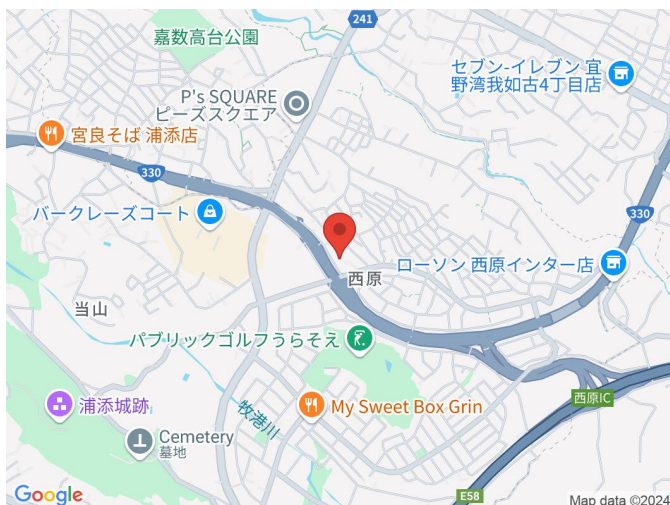 241
嘉数高台公園
セブン-イレブン 宜
野湾我如古4丁目店
P's SQUARE
ピーズスクエア
宮良そば 浦添店
330
バークレーズコート
330
ローソン 西原インター店
西原
当山
パブリックゴルフうらそえ
浦添城跡
牧港川
My Sweet Box Grin
西原IC
Cemetery
墓地
Google
E58
Map data ©2024